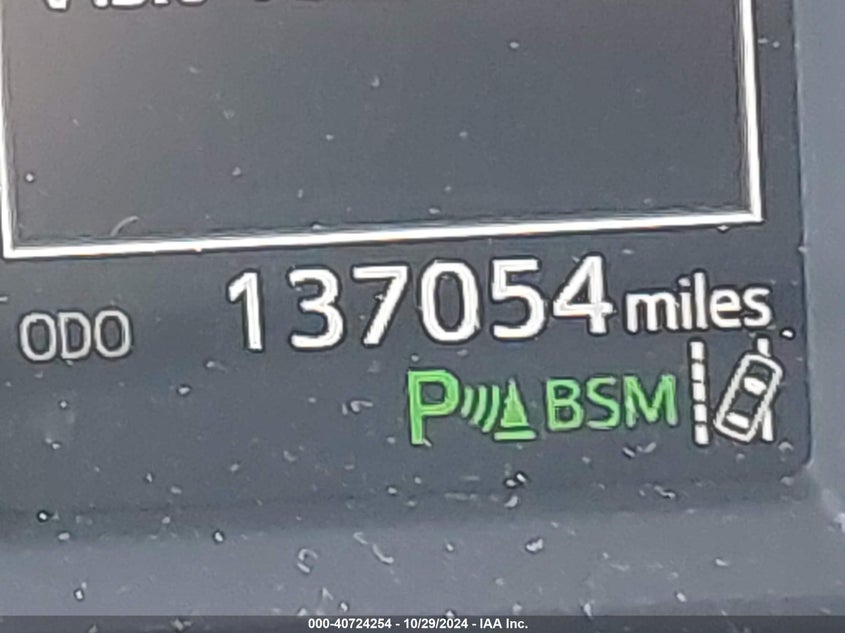 ODO 137054 miles
P BSM
000-40724254 - 10/29/2024 - IAA Inc.